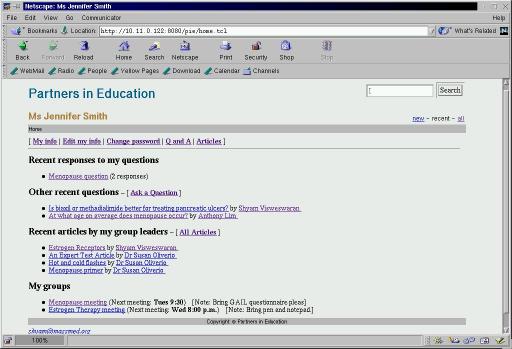 Netscape: Ms Jennifer Smith
File Edit View Go Communicator Help
Bookmarks Location: http://10.11.0.122:8080/pie/home.tcl What's Related
Back Forward Reload Home Search Netscape Print Security Shop Stop
WebMail Radio People Yellow Pages Download Calendar Channels
Partners in Education
Search
Ms Jennifer Smith
new - recent - all
Home
[ My info | Edit my info | Change password | Q and A | Articles ]
Recent responses to my questions
Menopause question (2 responses)
Other recent questions – [ Ask a Question ]
Is biaxl or methadialimide better for treating pancreatic ulcers? by Shyam Visweswaran
At what age on average does menopause occur? by Anthony Lim
Recent articles by my group leaders – [ All Articles ]
Estrogen Receptors by Shyam Visweswaran
An Expert Test Article by Dr Susan Oliverio
Hot and cold flashes by Dr Susan Oliverio
Menopause primer by Dr Susan Oliverio
My groups
Menopause meeting (Next meeting: Tues 9:30) [Note: Bring GAIL questionnaire pleas]
Estrogen Therapy meeting (Next meeting: Wed 8:00 p.m.) [Note: Bring pen and notepad.]
Copyright © Partners in Education
shyam@massmed.org
100%